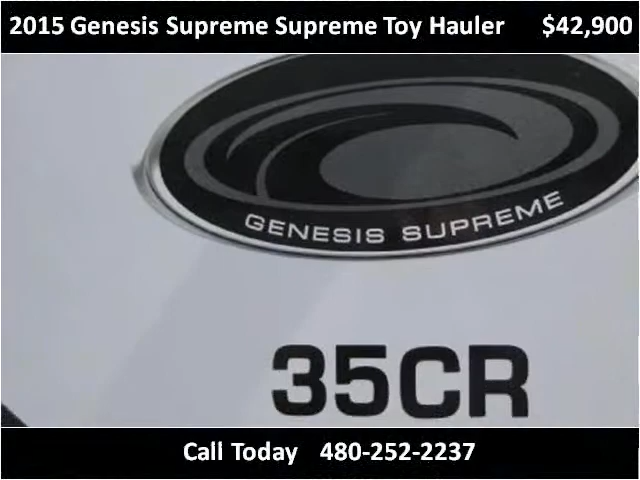 2015 Genesis Supreme Supreme Toy Hauler $42,900
GENESIS SUPREME
35CR
Call Today 480-252-2237